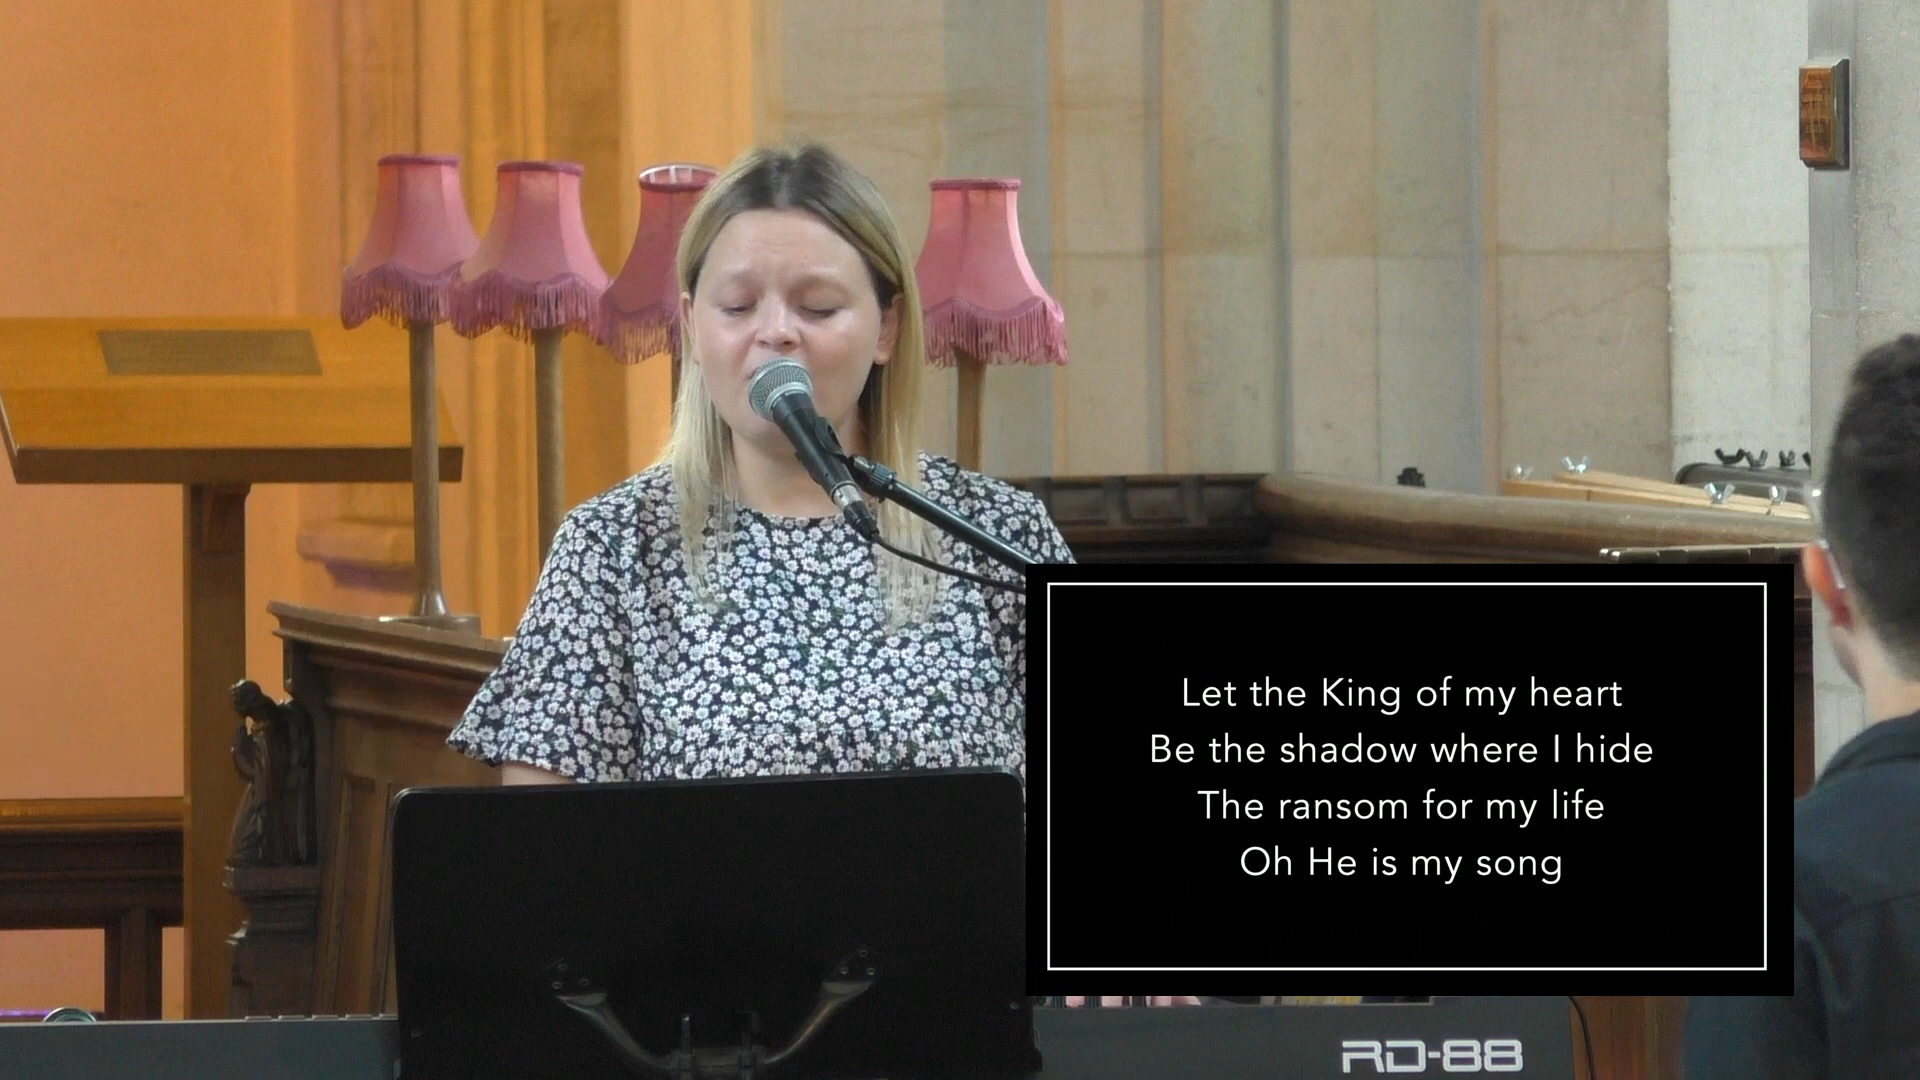 Let the King of my heart
Be the shadow where I hide
The ransom for my life
Oh He is my song
RD-88